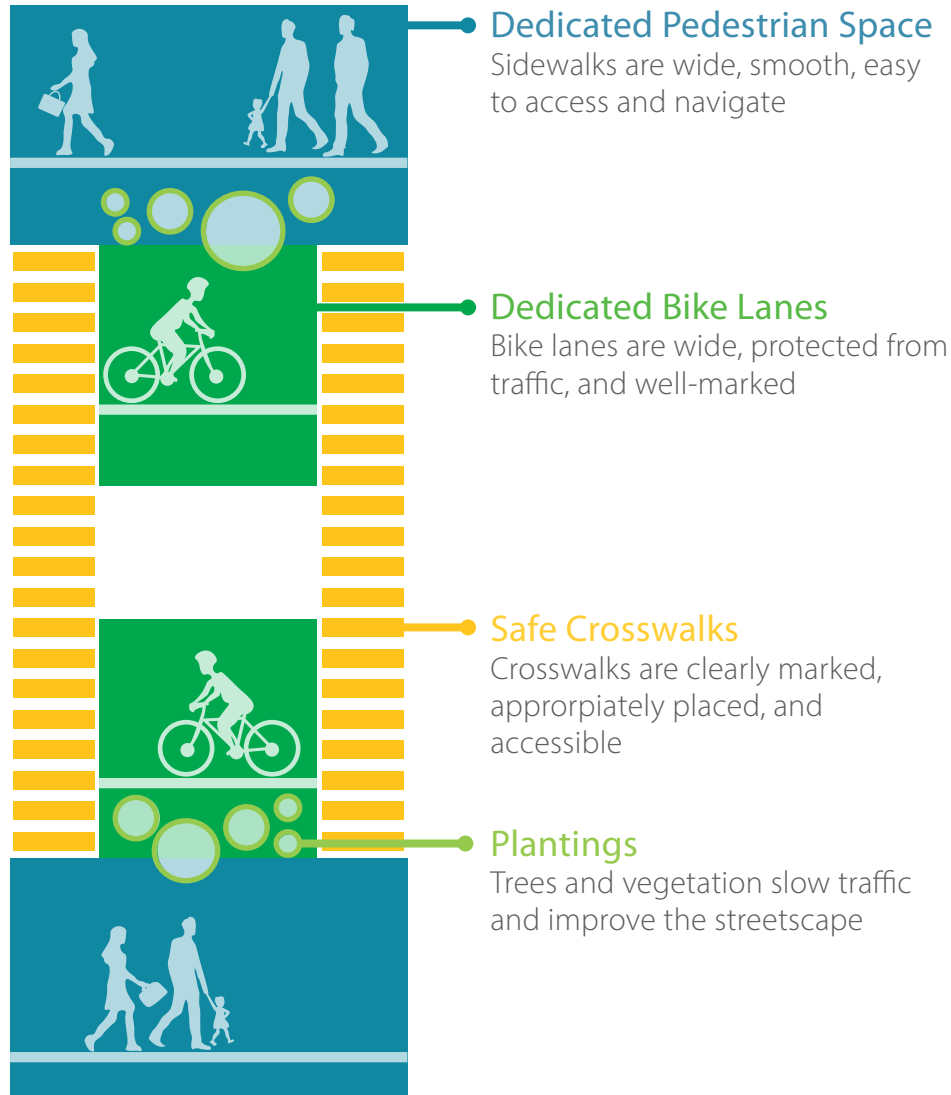 Dedicated Pedestrian Space
Sidewalks are wide, smooth, easy
to access and navigate
Dedicated Bike Lanes
Bike lanes are wide, protected from
traffic, and well-marked
Safe Crosswalks
Crosswalks are clearly marked,
approrpiately placed, and
accessible
Plantings
Trees and vegetation slow traffic
and improve the streetscape